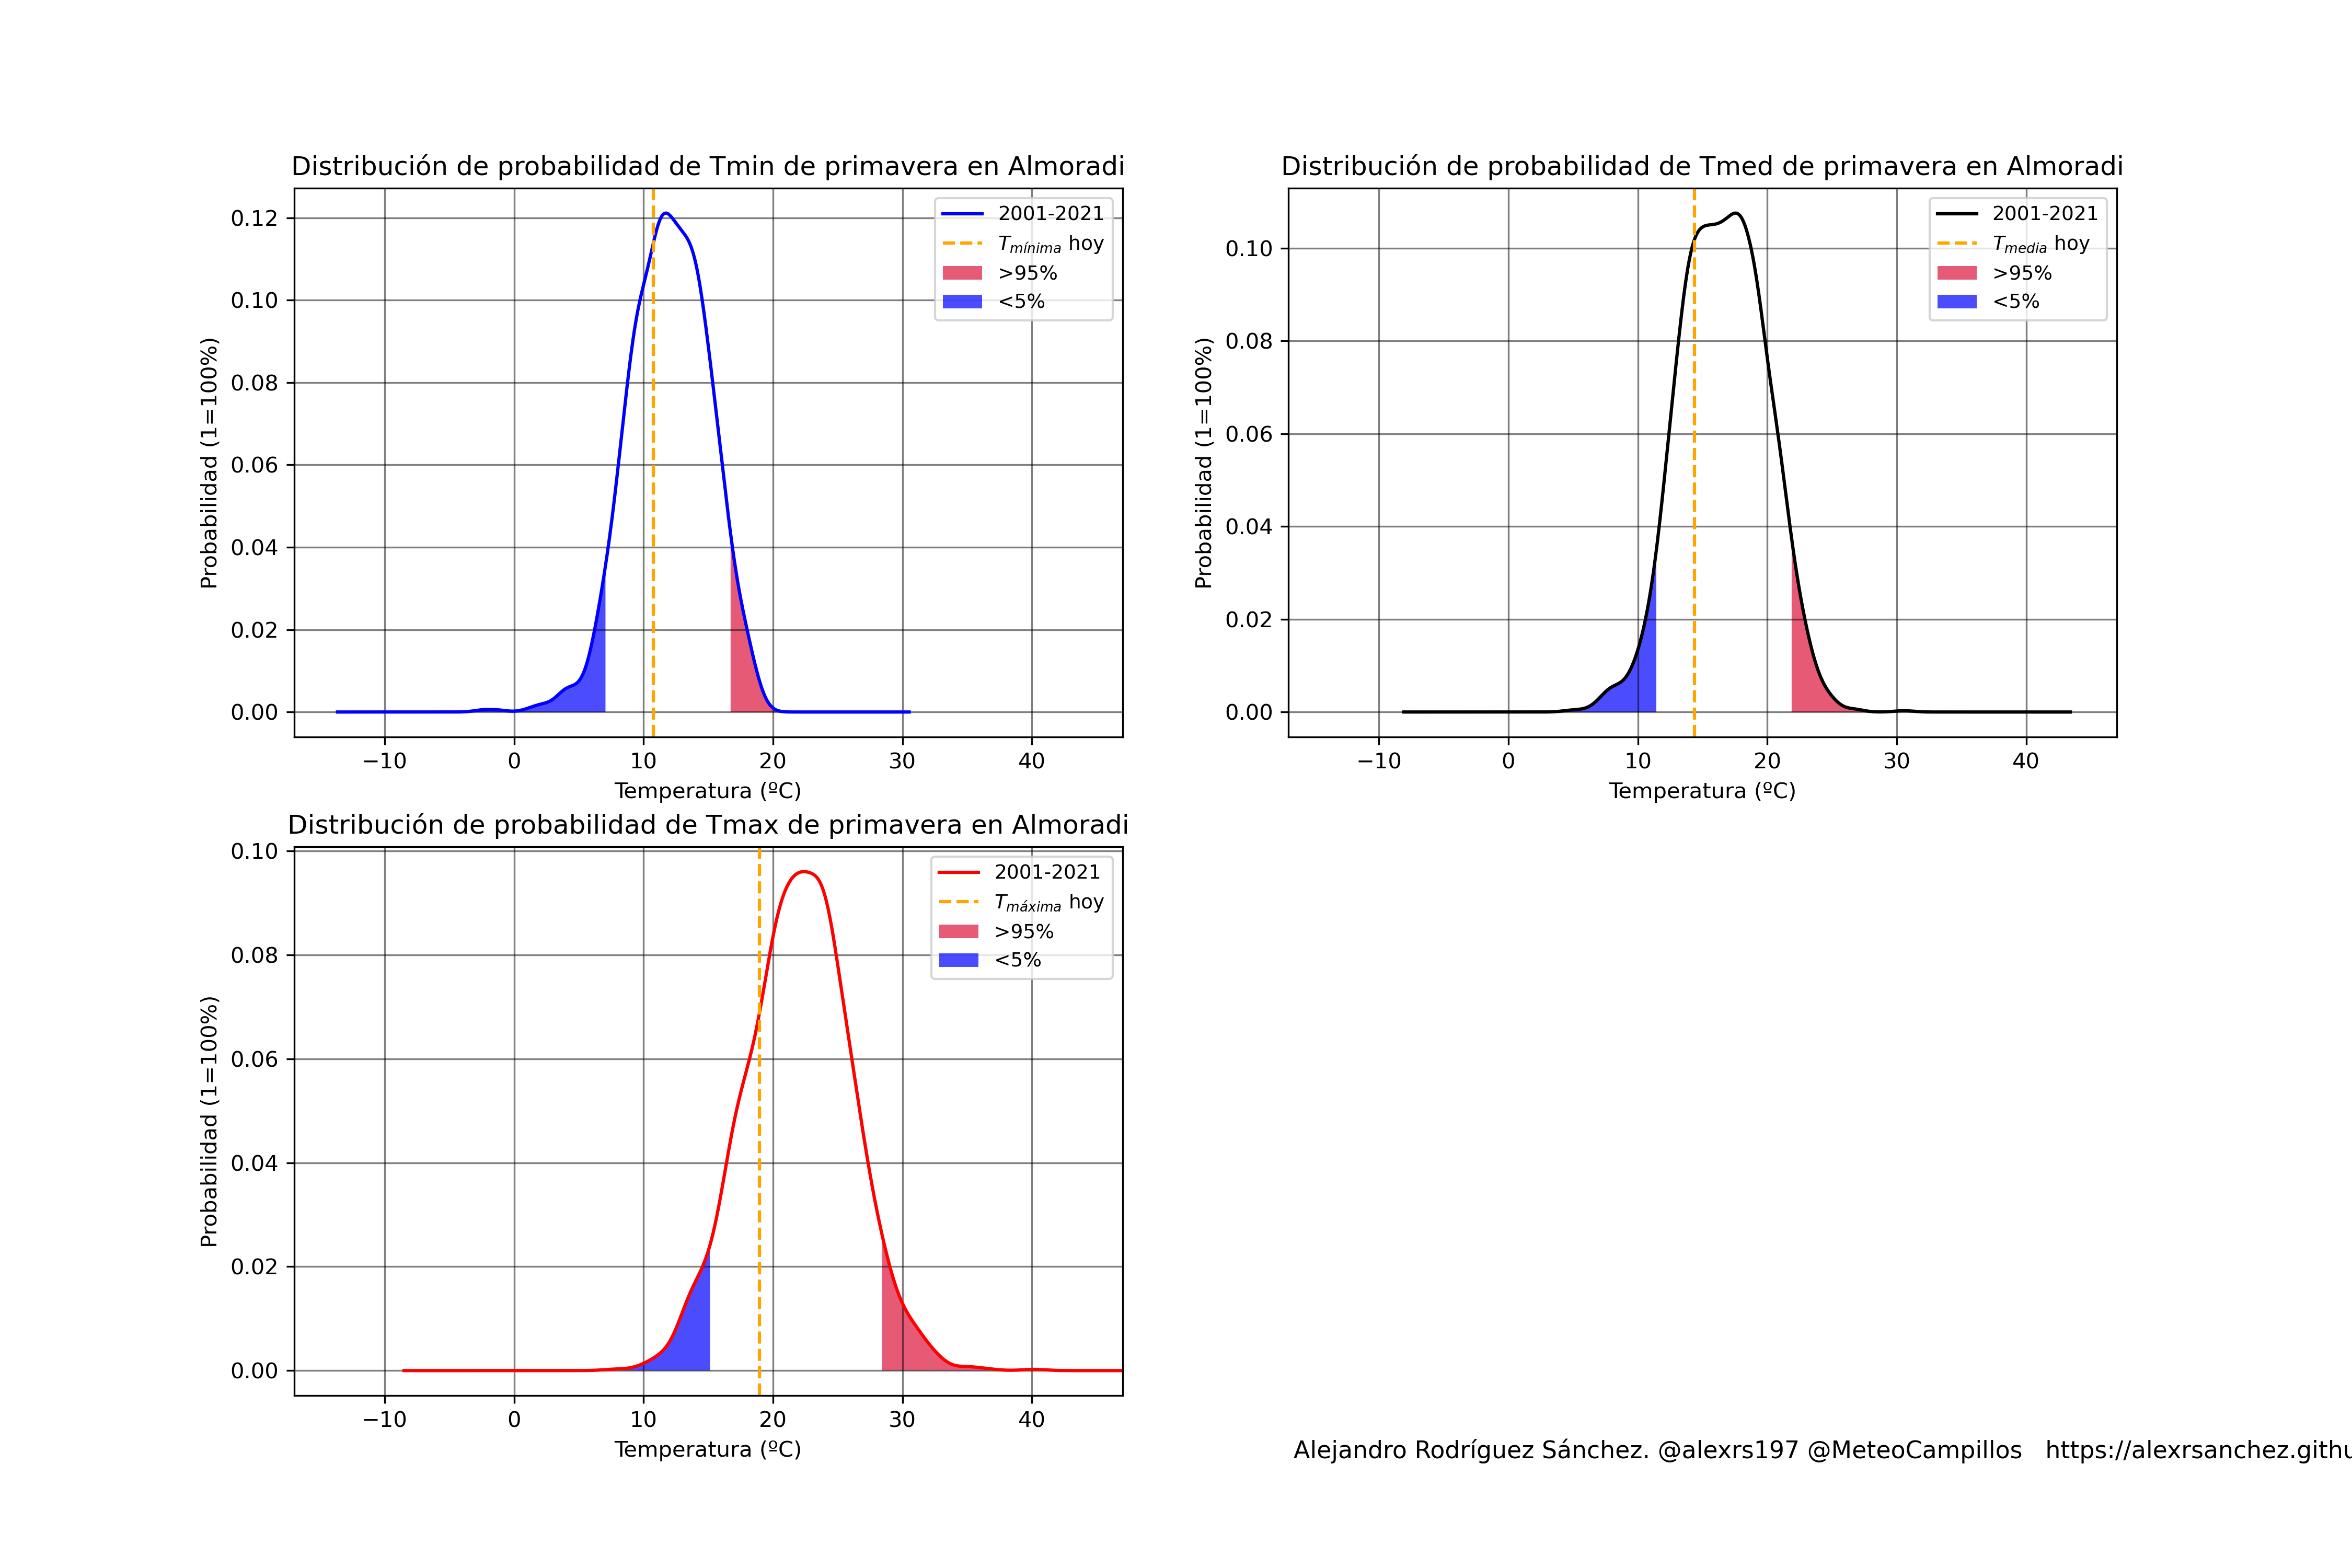 Distribución de probabilidad de Tmin de primavera en Almoradi
0.12
0.10
0.08
0.06
0.04
0.02
0.00
Probabilidad (1=100%)
2001-2021
Tmínima hoy
>95%
<5%
−10 0 10 20 30 40
Temperatura (ºC)
Distribución de probabilidad de Tmed de primavera en Almoradi
0.10
0.08
0.06
0.04
0.02
0.00
Probabilidad (1=100%)
2001-2021
Tmedia hoy
>95%
<5%
−10 0 10 20 30 40
Temperatura (ºC)
Distribución de probabilidad de Tmax de primavera en Almoradi
0.10
0.08
0.06
0.04
0.02
0.00
Probabilidad (1=100%)
2001-2021
Tmáxima hoy
>95%
<5%
−10 0 10 20 30 40
Temperatura (ºC)
Alejandro Rodríguez Sánchez. @alexrs197 @MeteoCampillos https://alexrsanchez.githu